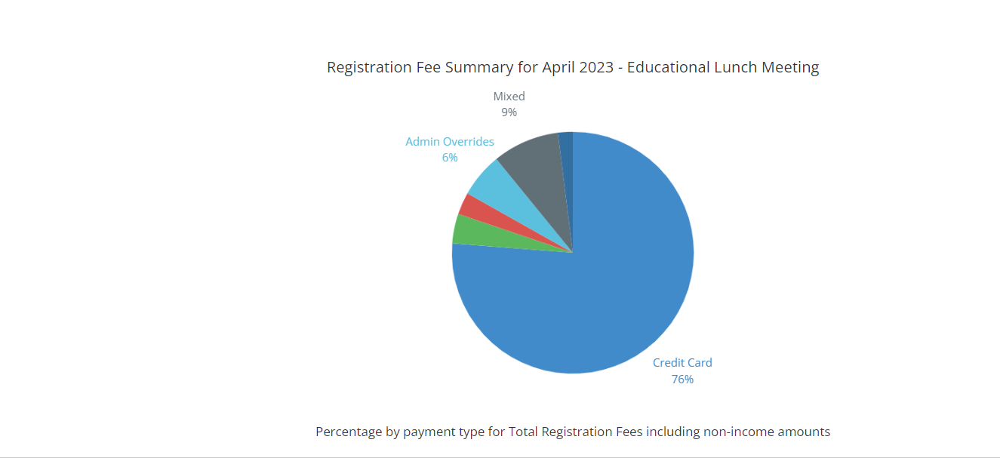 Registration Fee Summary for April 2023 - Educational Lunch Meeting
Mixed
9%
Admin Overrides
6%
Credit Card
76%
Percentage by payment type for Total Registration Fees including non-income amounts